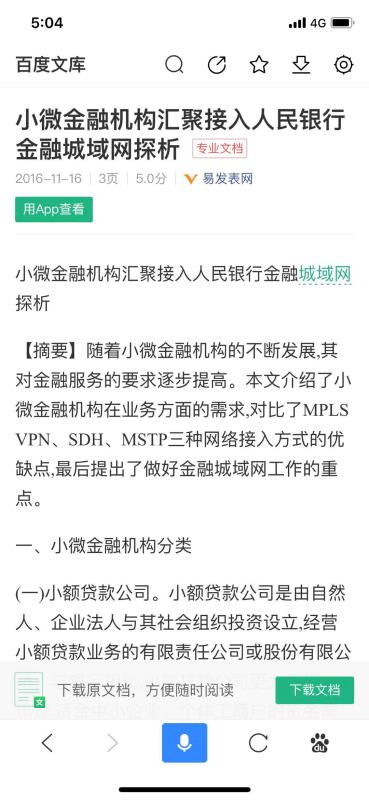 5:04
4G
百度文库
小微金融机构汇聚接入人民银行
金融城域网探析 专业文档
2016-11-16 3页 5.0分 易发表网
用App查看
小微金融机构汇聚接入人民银行金融城域网
探析
【摘要】随着小微金融机构的不断发展,其
对金融服务的要求逐步提高。本文介绍了小
微金融机构在业务方面的需求,对比了MPLS
VPN、SDH、MSTP三种网络接入方式的优
缺点,最后提出了做好金融城域网工作的重
点。
一、小微金融机构分类
(一)小额贷款公司。小额贷款公司是由自然
人、企业法人与其社会组织投资设立,经营
小额贷款业务的有限责任公司或股份有限公
文
下载原文档，方便随时阅读
下载文档
du